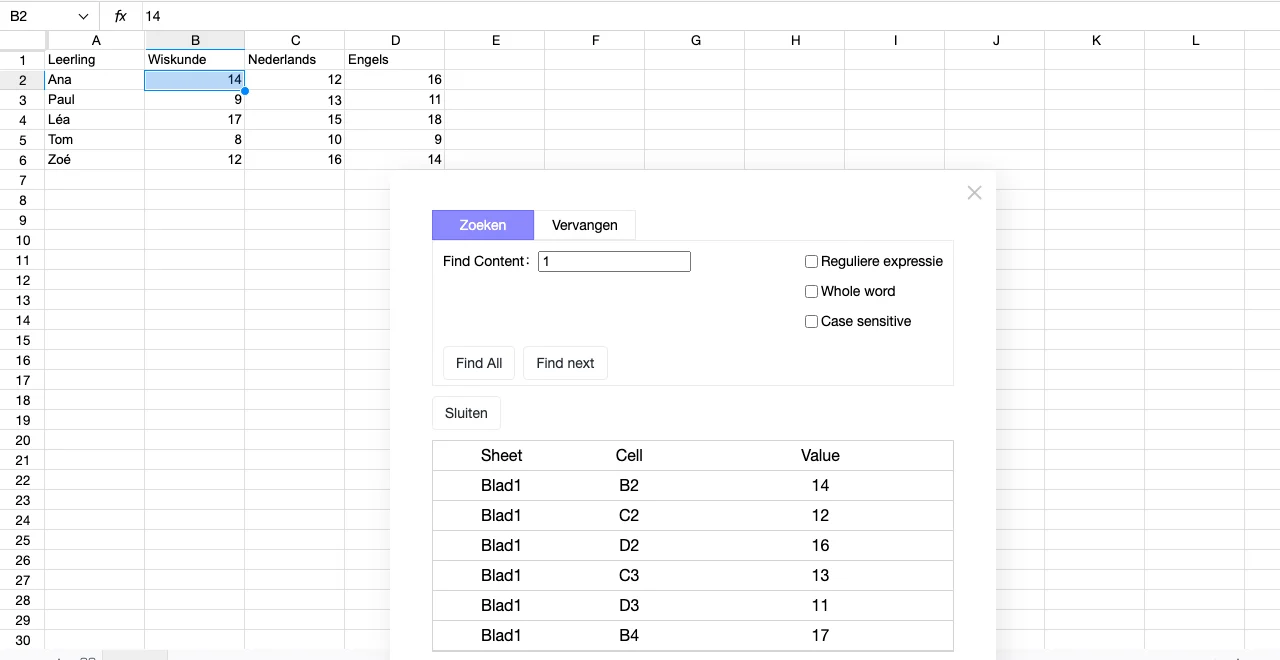 B2 fx 14
A B C D E F G H I J K L
1 Leerling Wiskunde Nederlands Engels
2 Ana 14 12 16
3 Paul 9 13 11
4 Léa 17 15 18
5 Tom 8 10 9
6 Zoé 12 16 14
7
8
9
10
11
12
13
14
15
16
17
18
19
20
21
22
23
24
25
26
27
28
29
30
Zoeken Vervangen
Find Content: 1
Reguliere expressie
Whole word
Case sensitive
Find All Find next
Sluiten
Sheet Cell Value
Blad1 B2 14
Blad1 C2 12
Blad1 D2 16
Blad1 C3 13
Blad1 D3 11
Blad1 B4 17